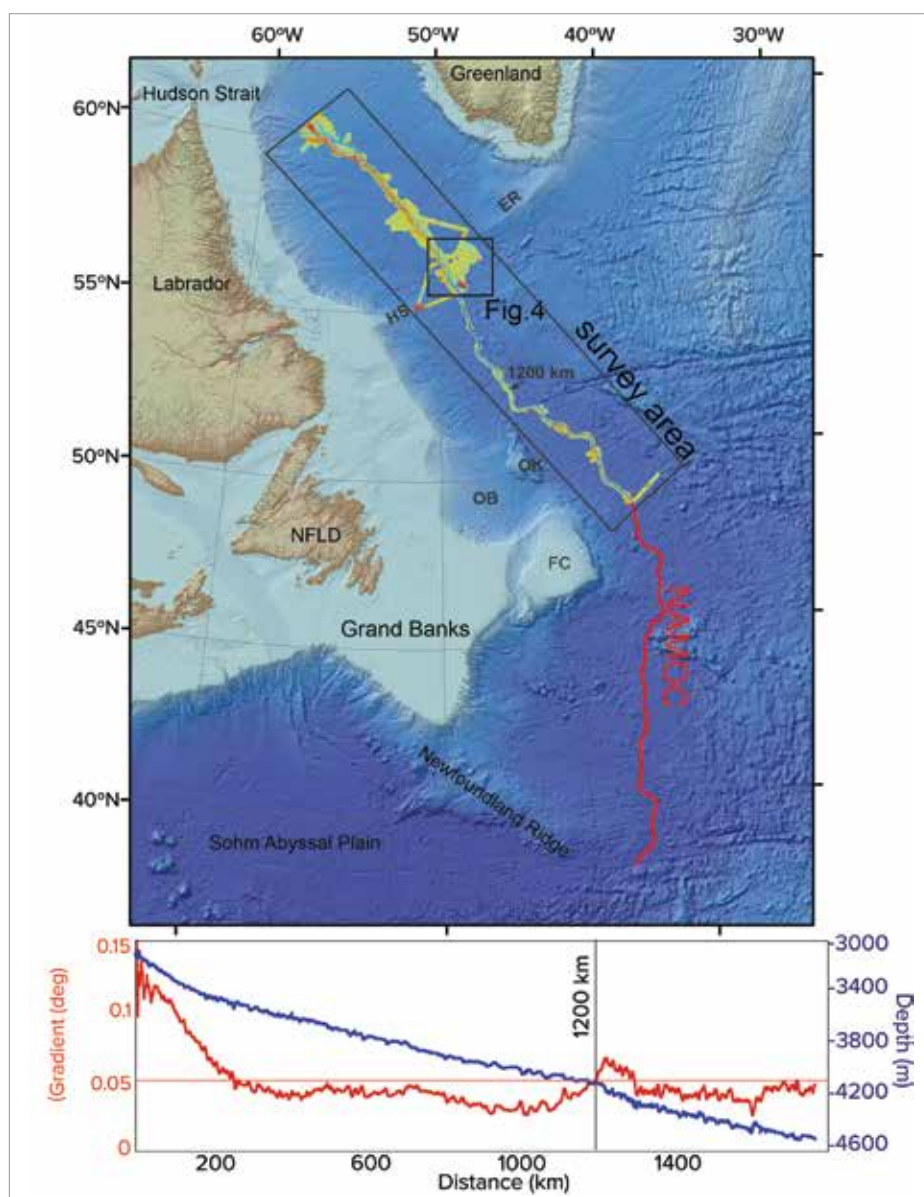 60°W 50°W 40°W 30°W
Greenland
60°N
Hudson Strait
ER
55°N
Labrador
HS
Fig.4
survey area
1200 km
50°N
OK
OB
NFLD
FC
NAMOC
45°N
Grand Banks
Newfoundland Ridge
40°N
Sohm Abyssal Plain
0.15
0.1
0.05
0
(Gradient (deg)
1200 km
3000
3400
3800
4200
4600
Depth (m)
200 600 1000 1400
Distance (km)